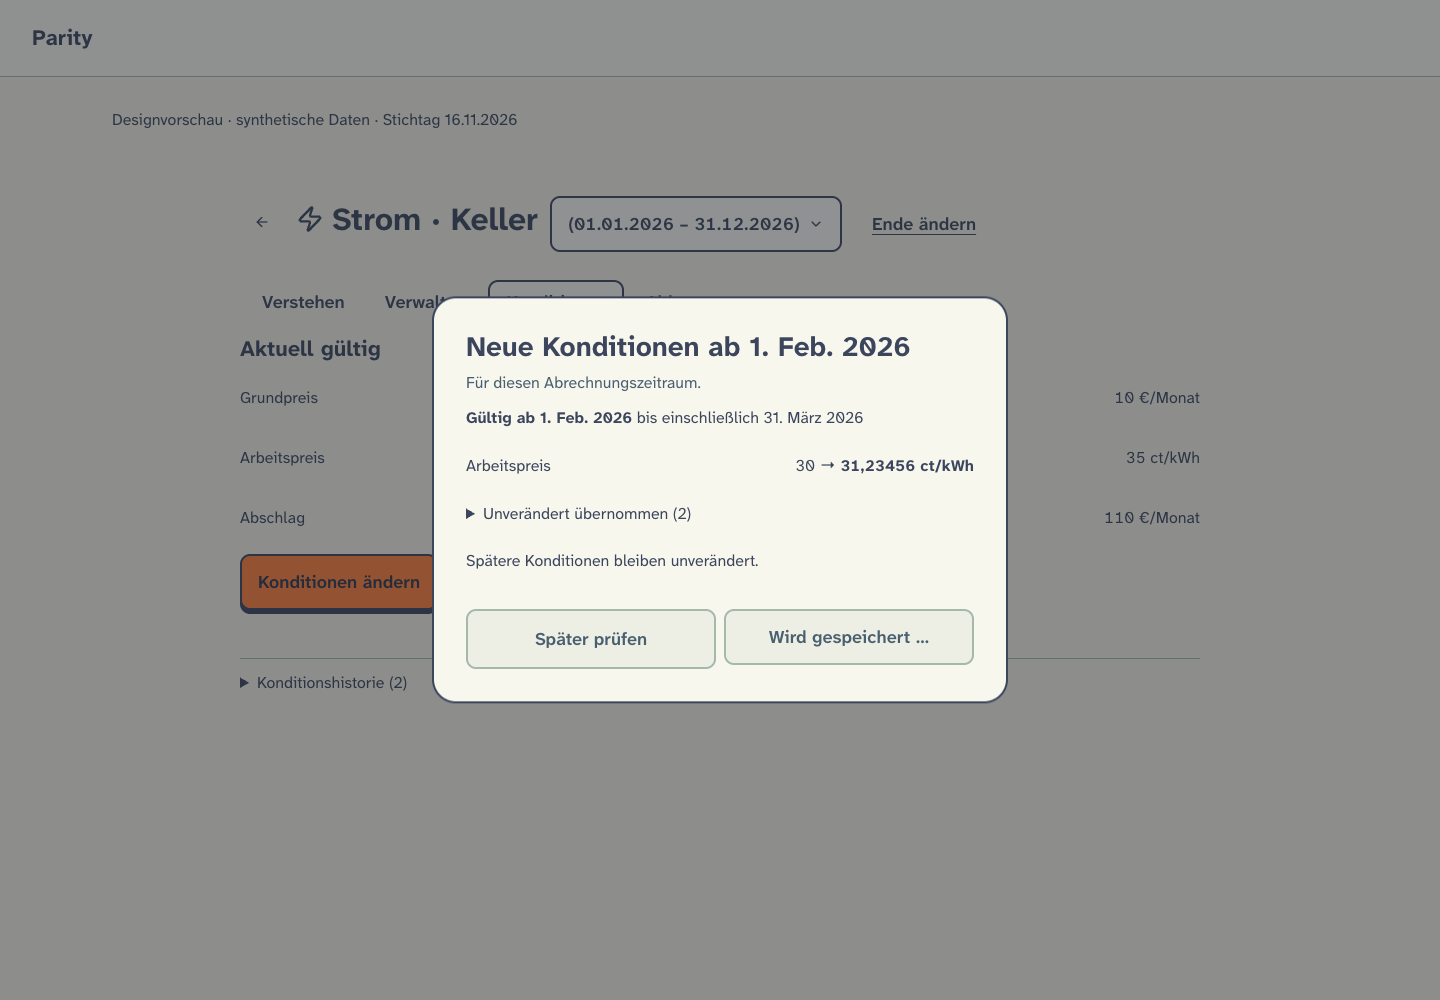 Parity
Designvorschau · synthetische Daten · Stichtag 16.11.2026
← Strom · Keller (01.01.2026 – 31.12.2026) Ende ändern
Verstehen
Aktuell gültig
Grundpreis 10 €/Monat
Arbeitspreis 35 ct/kWh
Abschlag 110 €/Monat
Konditionen ändern
Konditionshistorie (2)
Neue Konditionen ab 1. Feb. 2026
Für diesen Abrechnungszeitraum.
Gültig ab 1. Feb. 2026 bis einschließlich 31. März 2026
Arbeitspreis 30 → 31,23456 ct/kWh
Unverändert übernommen (2)
Spätere Konditionen bleiben unverändert.
Später prüfen Wird gespeichert …